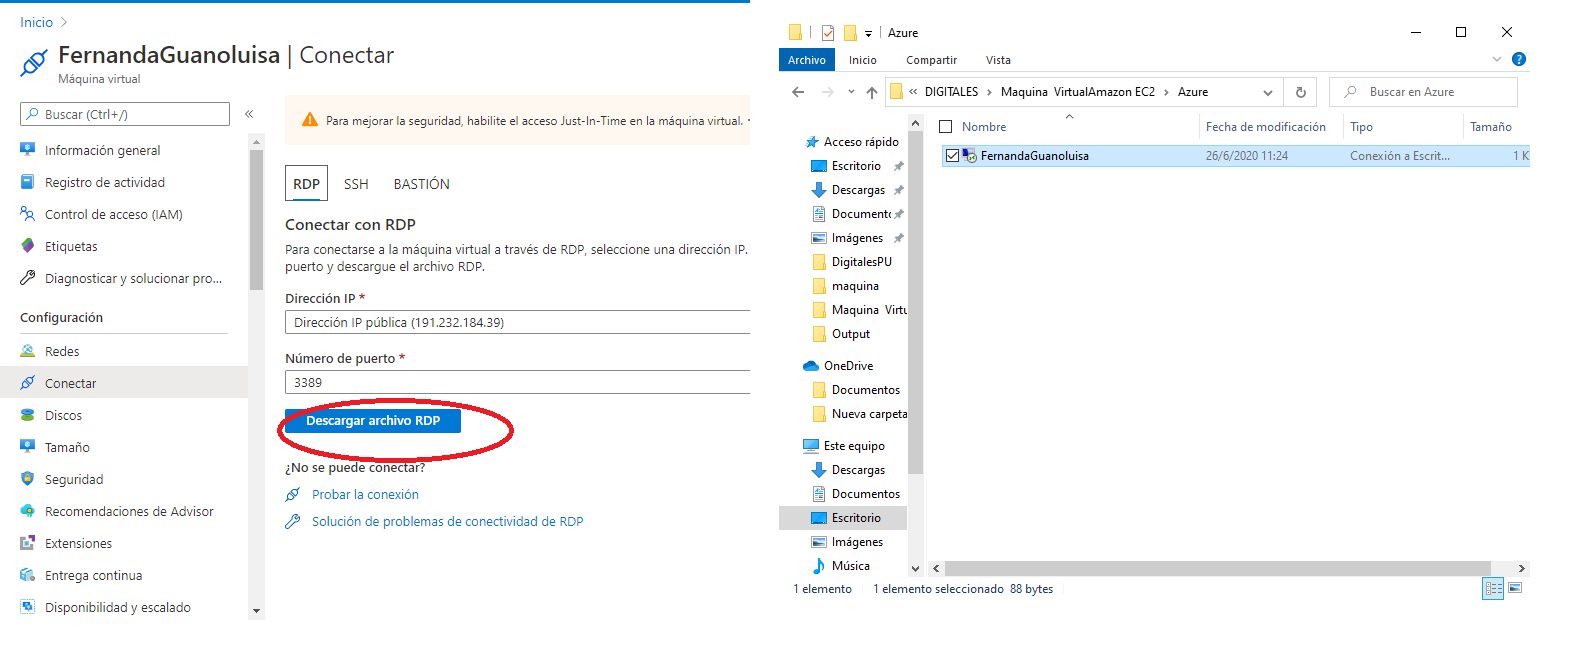 Inicio
FernandaGuanoluisa | Conectar
Máquina virtual
Buscar (Ctrl+/)
Información general
Registro de actividad
Control de acceso (IAM)
Etiquetas
Diagnosticar y solucionar pro...
Configuración
Redes
Conectar
Discos
Tamaño
Seguridad
Recomendaciones de Advisor
Extensiones
Entrega continua
Disponibilidad y escalado
Para mejorar la seguridad, habilite el acceso Just-In-Time en la máquina virtual.
RDP SSH BASTIÓN
Conectar con RDP
Para conectarse a la máquina virtual a través de RDP, seleccione una dirección IP.
puerto y descargue el archivo RDP.
Dirección IP *
Dirección IP pública (191.232.184.39)
Número de puerto *
3389
Descargar archivo RDP
¿No se puede conectar?
Probar la conexión
Solución de problemas de conectividad de RDP
Azure
Archivo Inicio Compartir Vista
« DIGITALES > Maquina VirtualAmazon EC2 > Azure
Buscar en Azure
Acceso rápido
Escritorio
Descargas
Documento
Imágenes
DigitalesPU
maquina
Maquina Virtu
Output
OneDrive
Documentos
Nueva carpeta
Este equipo
Descargas
Documentos
Escritorio
Imágenes
Música
Nombre Fecha de modificación Tipo Tamaño
FernandaGuanoluisa 26/6/2020 11:24 Conexión a Escrit... 1 K
1 elemento 1 elemento seleccionado 88 bytes